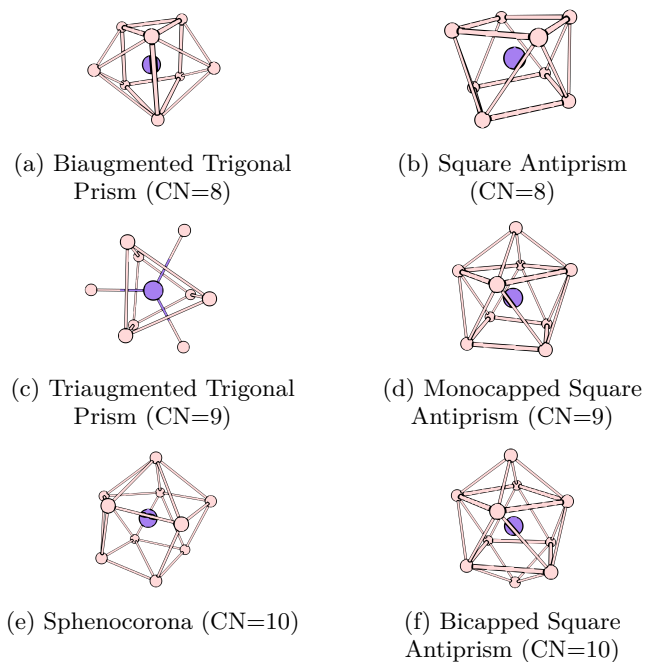 (a) Biaugmented Trigonal
Prism (CN=8)
(b) Square Antiprism
(CN=8)
(c) Triaugmented Trigonal
Prism (CN=9)
(d) Monocapped Square
Antiprism (CN=9)
(e) Sphenocorona (CN=10)
(f) Bicapped Square
Antiprism (CN=10)